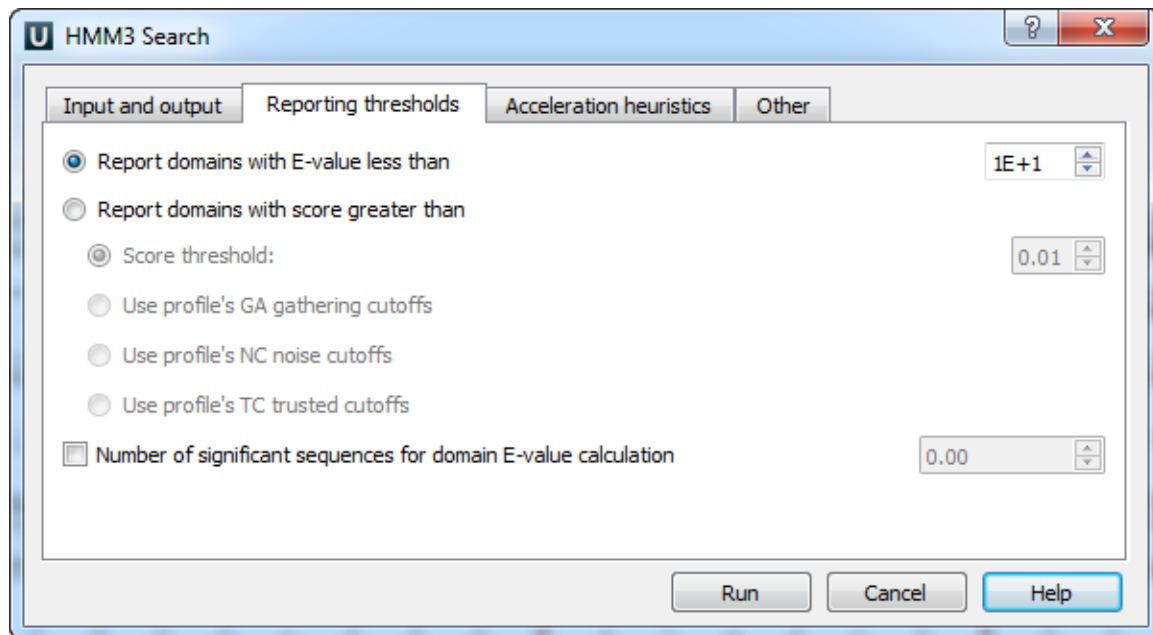 U HMM3 Search ? X
Input and output Reporting thresholds Acceleration heuristics Other
Report domains with E-value less than 1E+1
Report domains with score greater than
Score threshold: 0.01
Use profile's GA gathering cutoffs
Use profile's NC noise cutoffs
Use profile's TC trusted cutoffs
Number of significant sequences for domain E-value calculation 0.00
Run Cancel Help